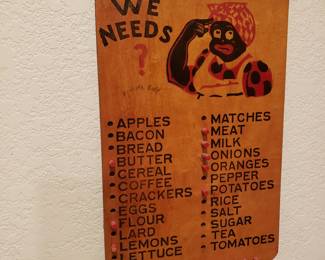 WE
NEEDS
?
APPLES
BACON
BREAD
BUTTER
CEREAL
COFFEE
CRACKERS
EGGS
FLOUR
LARD
LEMONS
LETTUCE
MATCHES
MEAT
MILK
ONIONS
ORANGES
PEPPER
POTATOES
RICE
SALT
SUGAR
TEA
TOMATOES